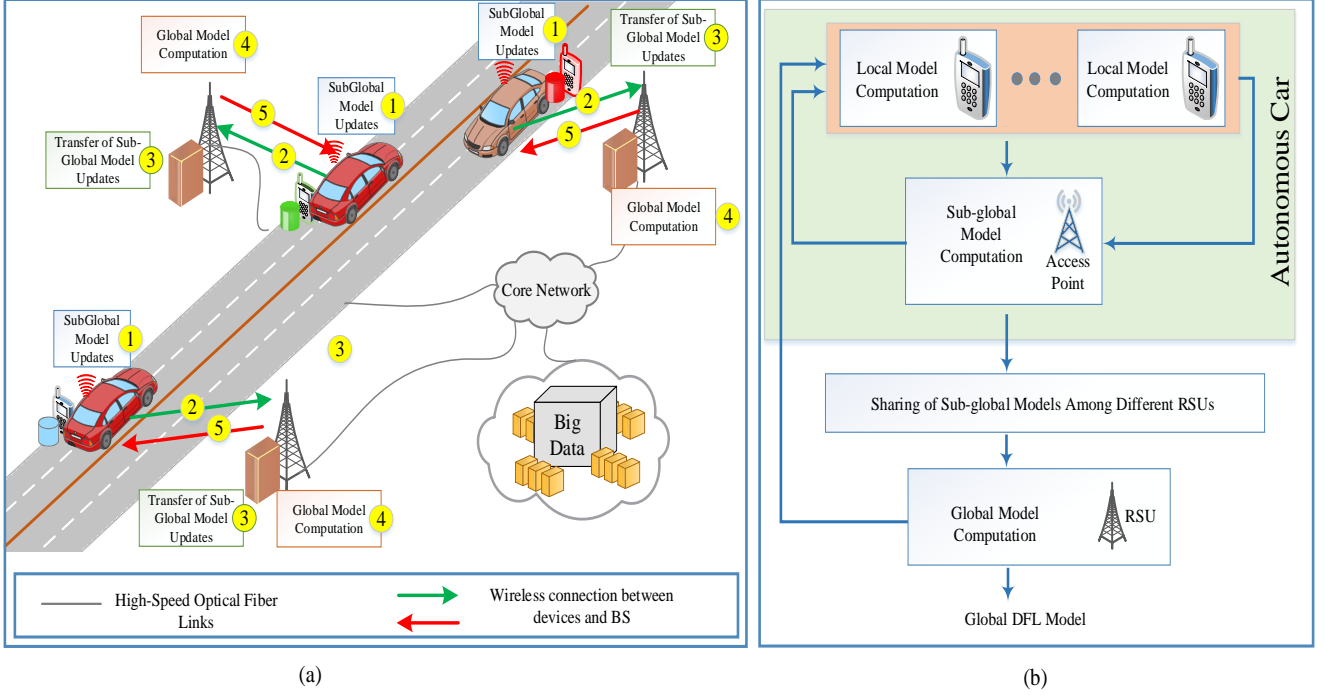 Global Model
Computation
4
SubGlobal
Model
Updates
1
Transfer of Sub-
Global Model
Updates
3
5
SubGlobal
Model
Updates
1
2
5
Transfer of Sub-
Global Model
Updates
3
2
Global Model
Computation
4
Core Network
SubGlobal
Model
Updates
1
3
2
5
Big
Data
Transfer of Sub-
Global Model
Updates
3
Global Model
Computation
4
High-Speed Optical Fiber
Links
Wireless connection between
devices and BS
(a)
Local Model
Computation
Local Model
Computation
Autonomous Car
Sub-global
Model
Computation
Access
Point
Sharing of Sub-global Models Among Different RSUs
Global Model
Computation
RSU
Global DFL Model
(b)